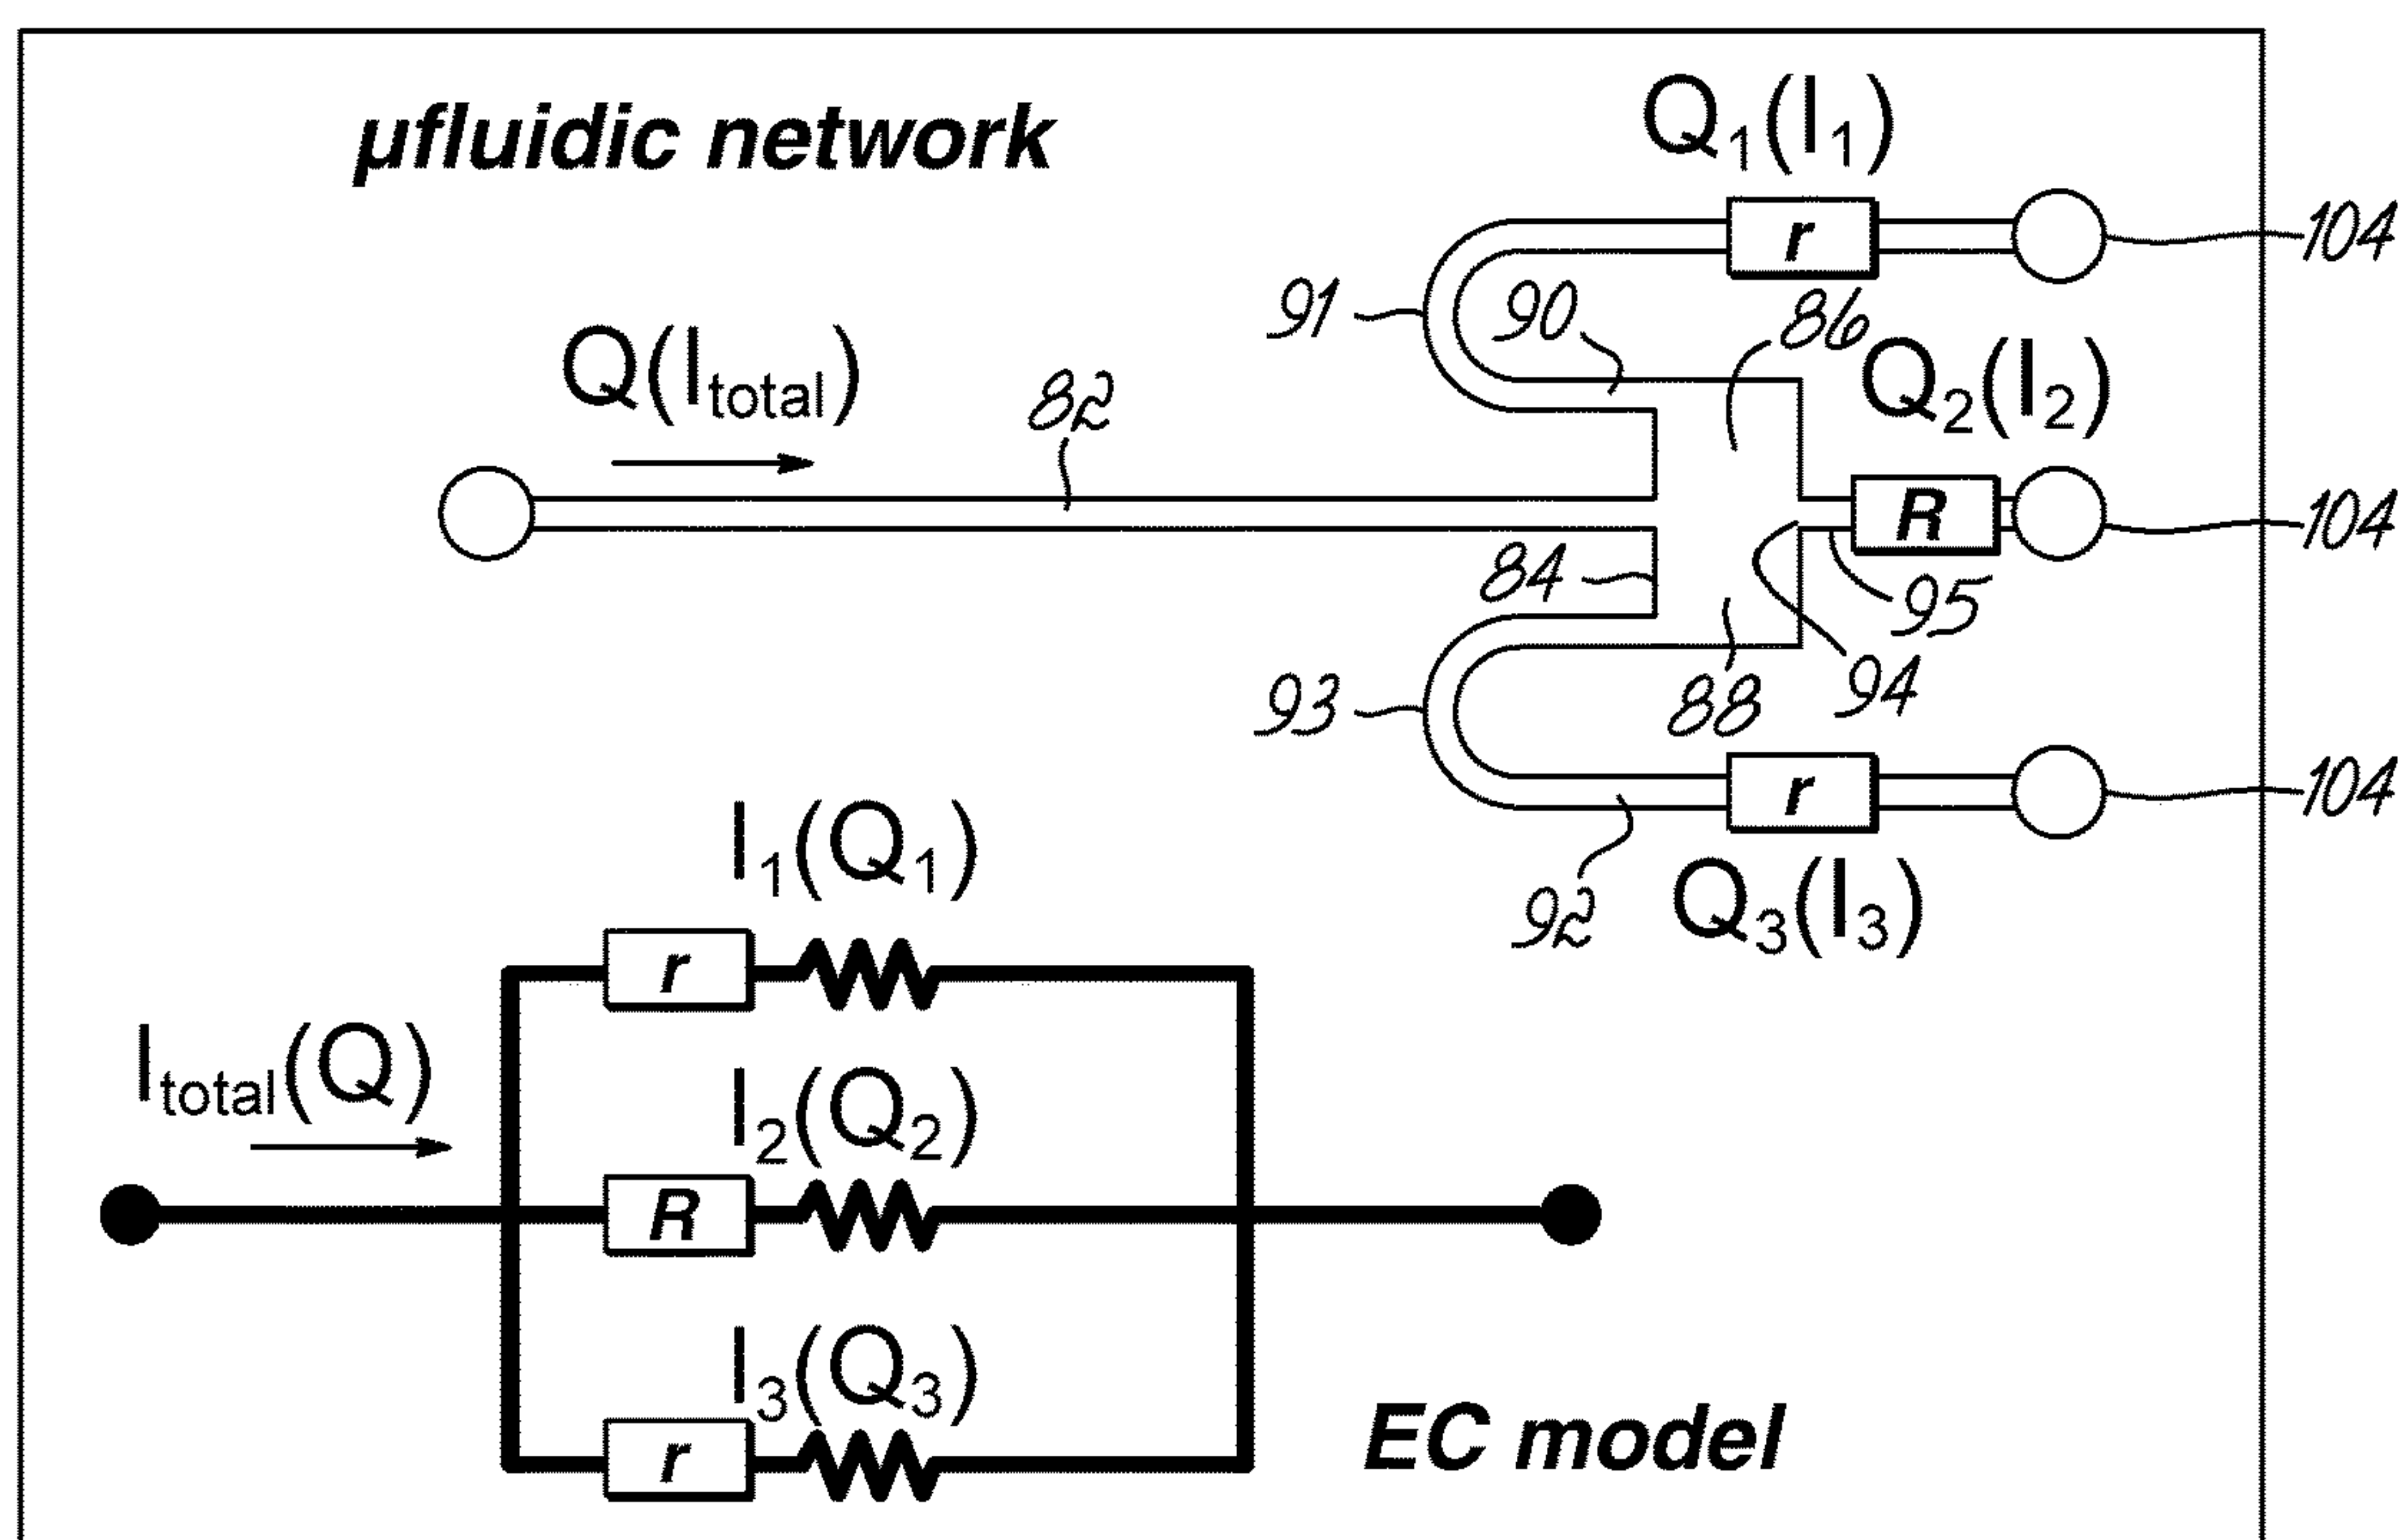 µfluidic network
Q1(I1)
r
104
91
90
86
Q(Itotal)
82
Q2(I2)
R
104
84
95
94
93
88
r
104
92
Q3(I3)
I1(Q1)
r
Itotal(Q)
I2(Q2)
R
I3(Q3)
r
EC model